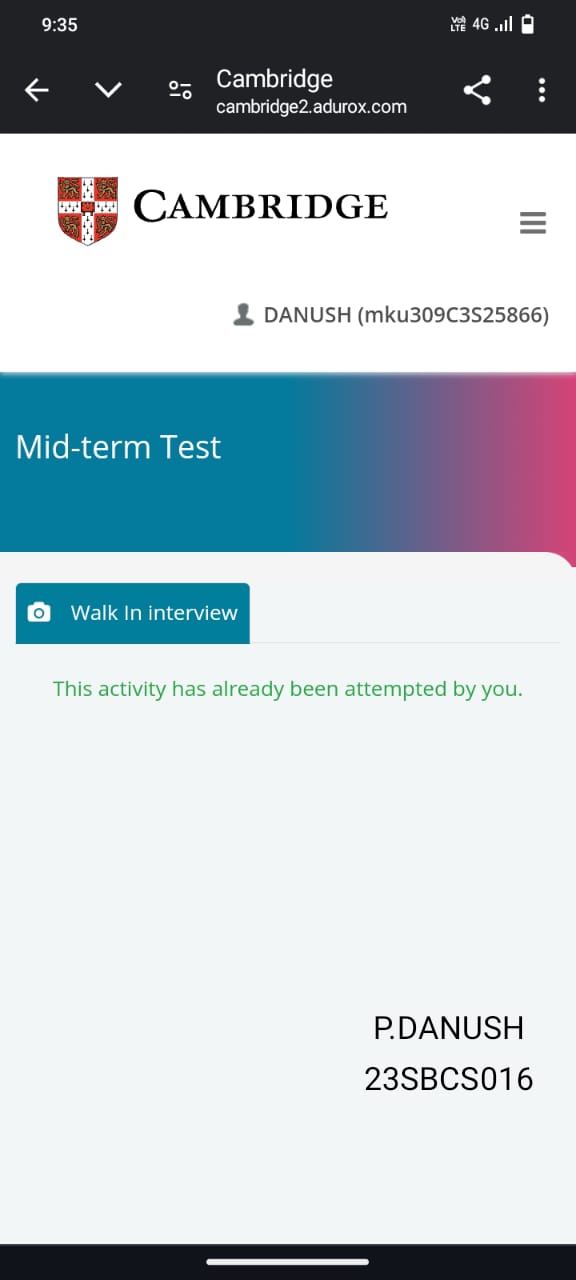 9:35
Vo) LTE 4G
Cambridge
cambridge2.adurox.com
CAMBRIDGE
DANUSH (mku309C3S25866)
Mid-term Test
Walk In interview
This activity has already been attempted by you.
P.DANUSH
23SBCS016